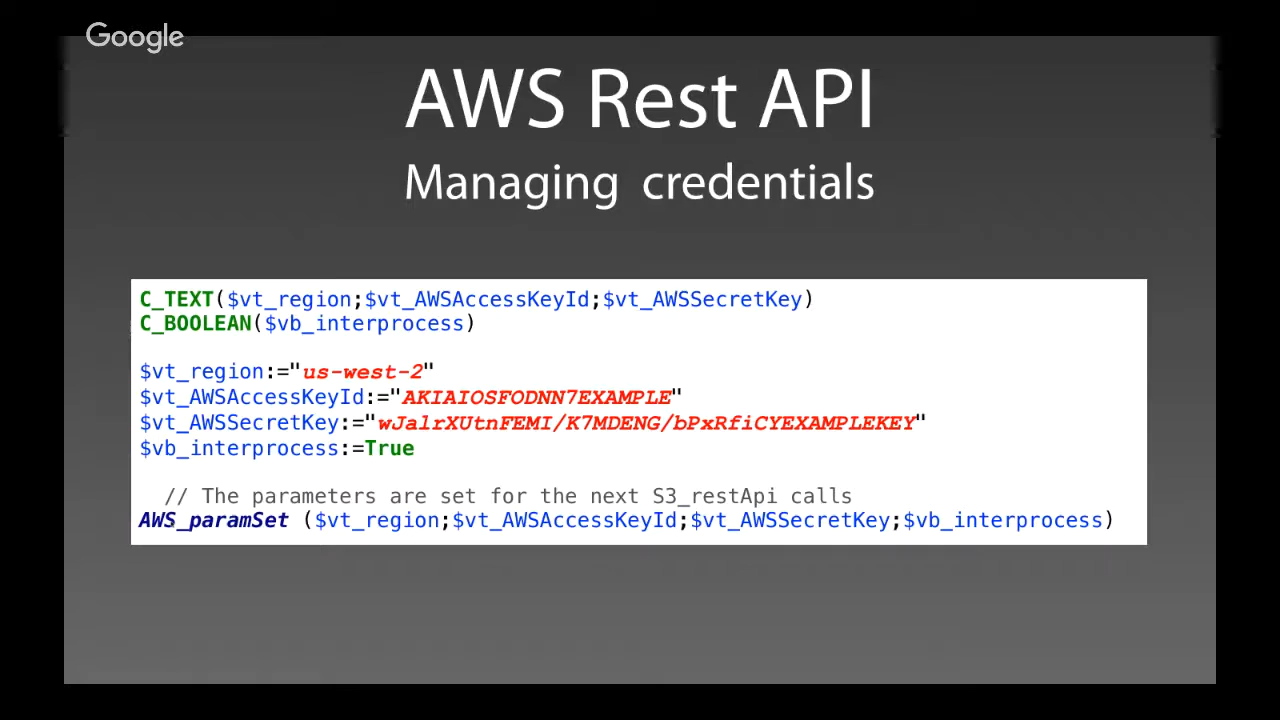 Google
AWS Rest API
Managing credentials
C_TEXT($vt_region;$vt_AWSAccessKeyId;$vt_AWSSecretKey)
C_BOOLEAN($vb_interprocess)
$vt_region:="us-west-2"
$vt_AWSAccessKeyId:="AKIAIOSFODNN7EXAMPLE"
$vt_AWSSecretKey:="wJalrXUtnFEMI/K7MDENG/bPxRfiCYEXAMPLEKEY"
$vb_interprocess:=True
// The parameters are set for the next S3_restApi calls
AWS_paramSet ($vt_region;$vt_AWSAccessKeyId;$vt_AWSSecretKey;$vb_interprocess)